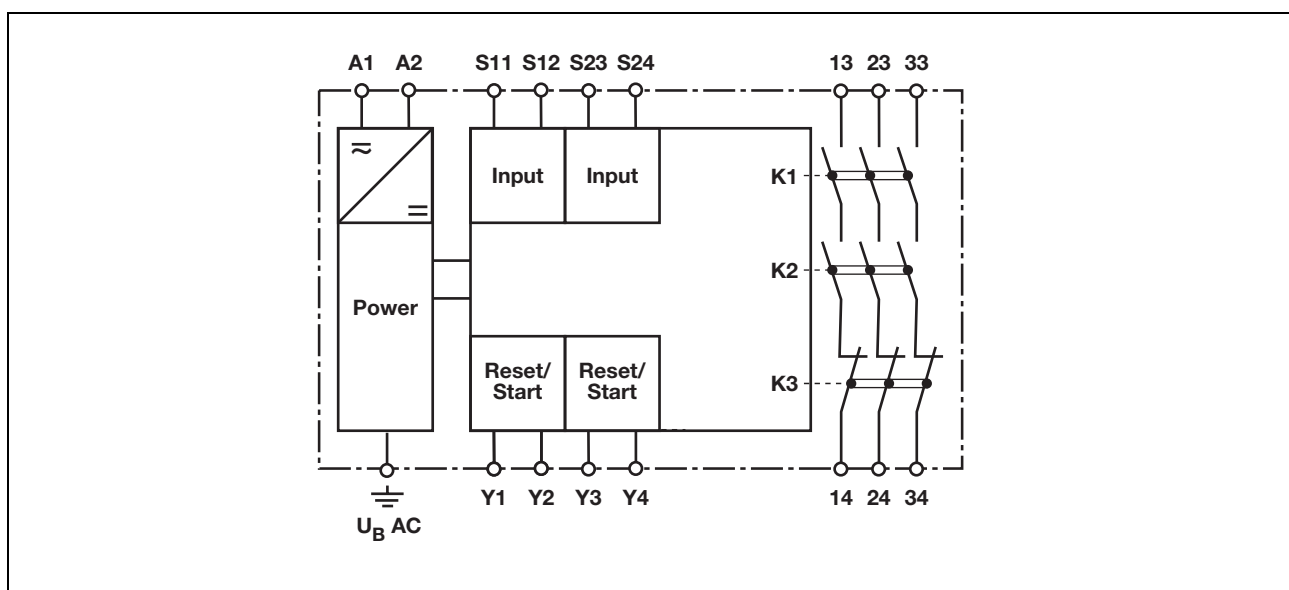 A1 A2 S11 S12 S23 S24 13 23 33
Input Input
K1
K2
Power
Reset/ Reset/
Start Start
K3
Y1 Y2 Y3 Y4 14 24 34
UB AC